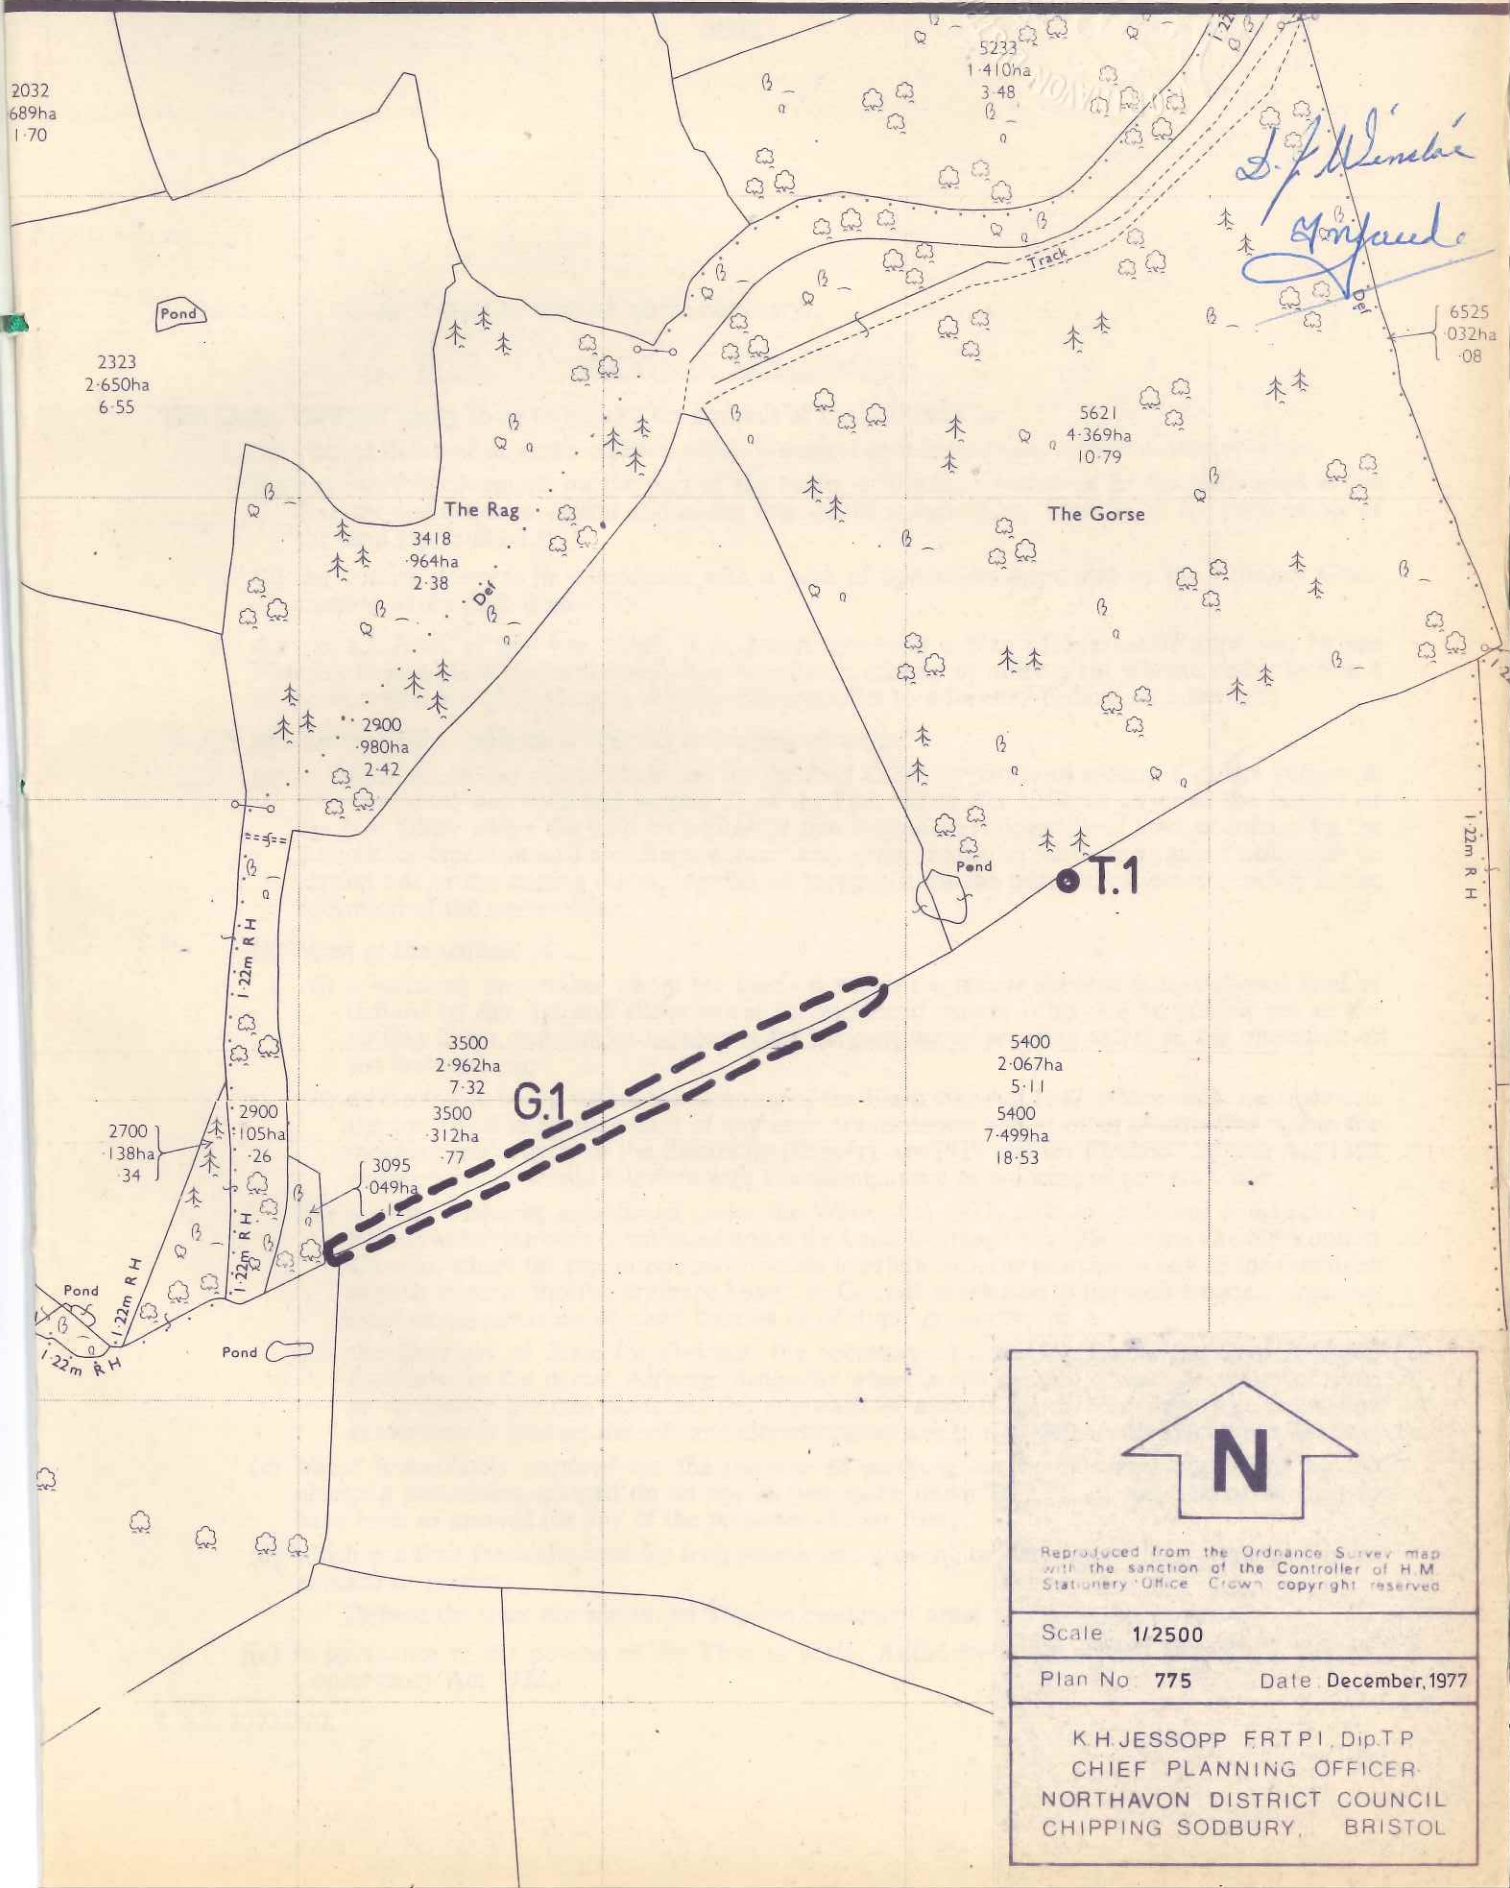 5233
1·410ha
3·48
2032
689ha
1·70
Track
Pond
2323
2·650ha
6·55
Def
6525
·032ha
·08
5621
4·369ha
10·79
The Rag
The Gorse
3418
·964ha
2·38
Def
2900
·980ha
2·42
1·22m R H
Pond
T.1
1·22m R H
3500
2·962ha
7·32
G.1
3500
·312ha
·77
5400
2·067ha
5·11
5400
7·499ha
18·53
2700
·138ha
·34
2900
·105ha
·26
3095
·049ha
·12
1·22m R H
1·22m R H
Pond
1·22m R H
Pond
N
Reproduced from the Ordnance Survey map
with the sanction of the Controller of H.M.
Stationery Office Crown copyright reserved
Scale 1/2500
Plan No 775 Date December, 1977
K.H.JESSOPP F.R.T.P.I., Dip.T.P
CHIEF PLANNING OFFICER
NORTHAVON DISTRICT COUNCIL
CHIPPING SODBURY, BRISTOL